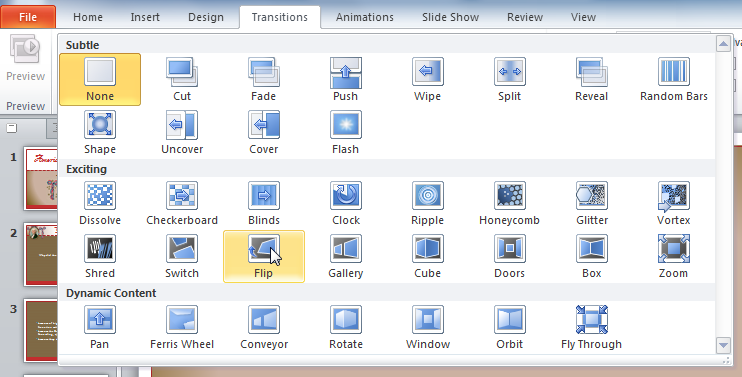 File Home Insert Design Transitions Animations Slide Show Review View
Subtle
Preview
None Cut Fade Push Wipe Split Reveal Random Bars
Preview
Shape Uncover Cover Flash
1
Exciting
Dissolve Checkerboard Blinds Clock Ripple Honeycomb Glitter Vortex
2
Shred Switch Flip Gallery Cube Doors Box Zoom
Dynamic Content
3
Pan Ferris Wheel Conveyor Rotate Window Orbit Fly Through